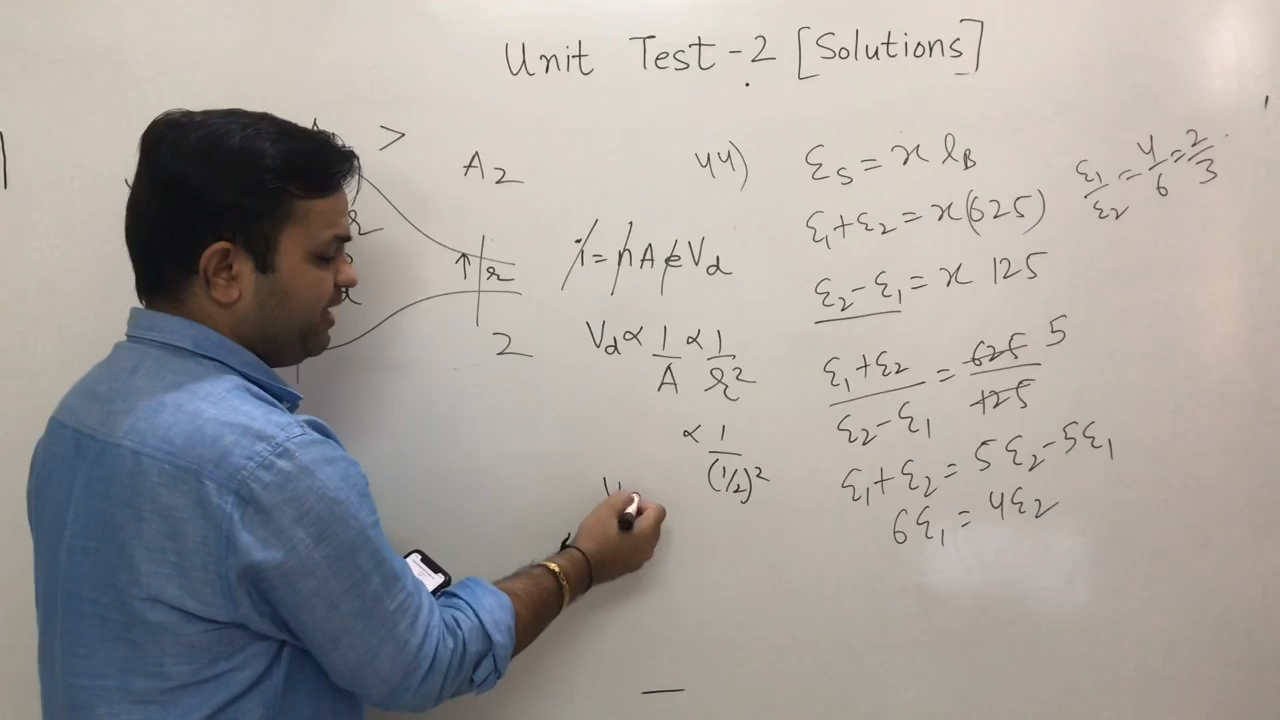 Unit Test - 2 [Solutions]
>
A2
r
2
i = nAeVd
Vd ∝ 1/A ∝ 1/r²
∝ 1/(1/2)²
44) ε_S = x l_B
ε₁+ε₂ = x(625)
ε₂-ε₁ = x 125
(ε₁+ε₂)/(ε₂-ε₁) = 625/125 5
ε₁+ε₂ = 5ε₂-5ε₁
6ε₁ = 4ε₂
ε₁/ε₂ = 4/6 = 2/3